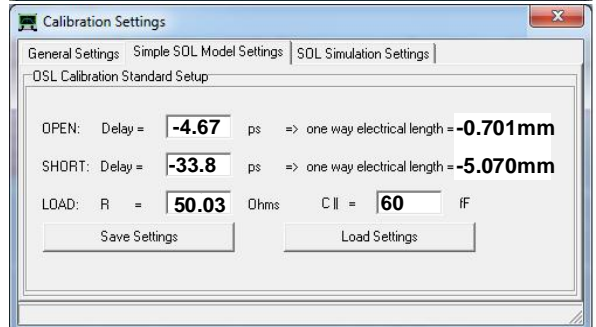 Calibration Settings
General Settings Simple SOL Model Settings SOL Simulation Settings
OSL Calibration Standard Setup
OPEN: Delay = -4.67 ps => one way electrical length = -0.701mm
SHORT: Delay = -33.8 ps => one way electrical length = -5.070mm
LOAD: R = 50.03 Ohms C || = 60 fF
Save Settings Load Settings